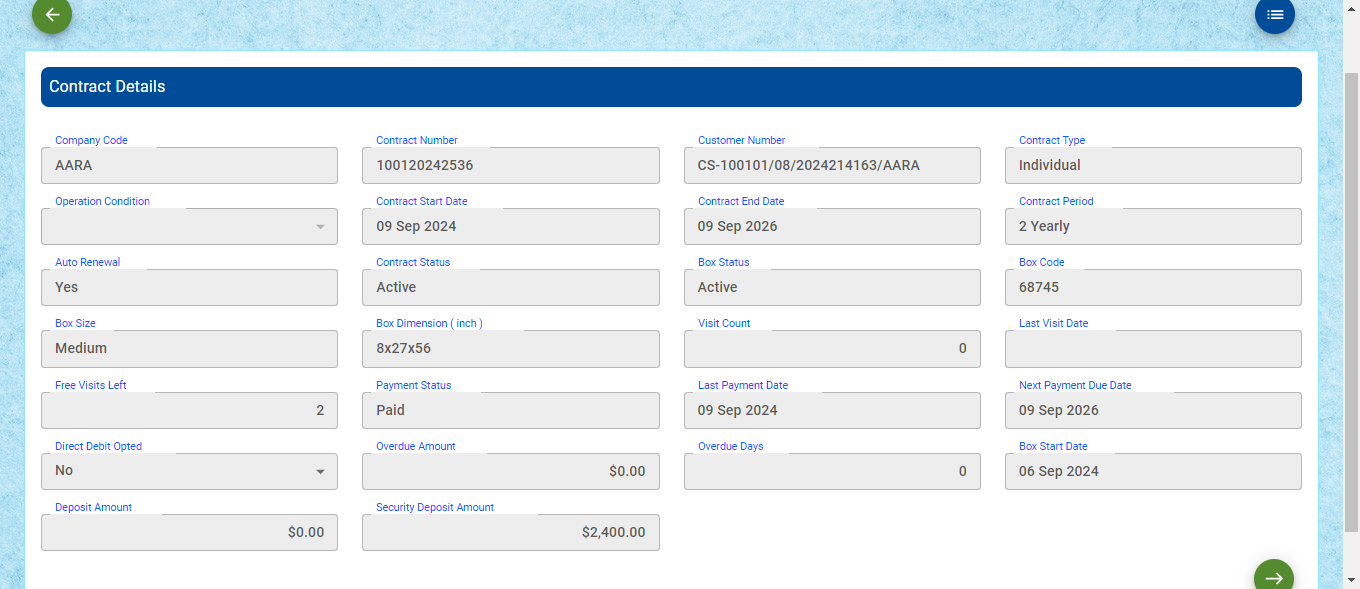 Contract Details
Company Code Contract Number Customer Number Contract Type
AARA 100120242536 CS-100101/08/2024214163/AARA Individual
Operation Condition Contract Start Date Contract End Date Contract Period
09 Sep 2024 09 Sep 2026 2 Yearly
Auto Renewal Contract Status Box Status Box Code
Yes Active Active 68745
Box Size Box Dimension ( inch ) Visit Count Last Visit Date
Medium 8x27x56 0
Free Visits Left Payment Status Last Payment Date Next Payment Due Date
2 Paid 09 Sep 2024 09 Sep 2026
Direct Debit Opted Overdue Amount Overdue Days Box Start Date
No $0.00 0 06 Sep 2024
Deposit Amount Security Deposit Amount
$0.00 $2,400.00